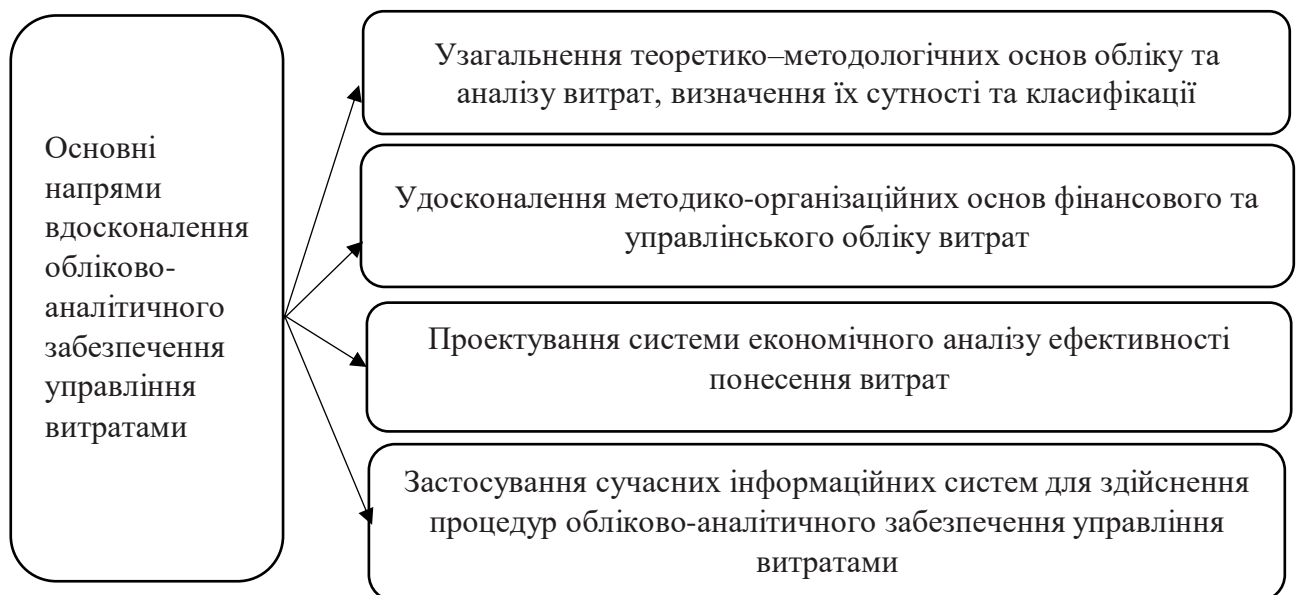 Основні
напрями
вдосконалення
обліково-
аналітичного
забезпечення
управління
витратами
Узагальнення теоретико–методологічних основ обліку та
аналізу витрат, визначення їх сутності та класифікації
Удосконалення методико-організаційних основ фінансового та
управлінського обліку витрат
Проектування системи економічного аналізу ефективності
понесення витрат
Застосування сучасних інформаційних систем для здійснення
процедур обліково-аналітичного забезпечення управління
витратами